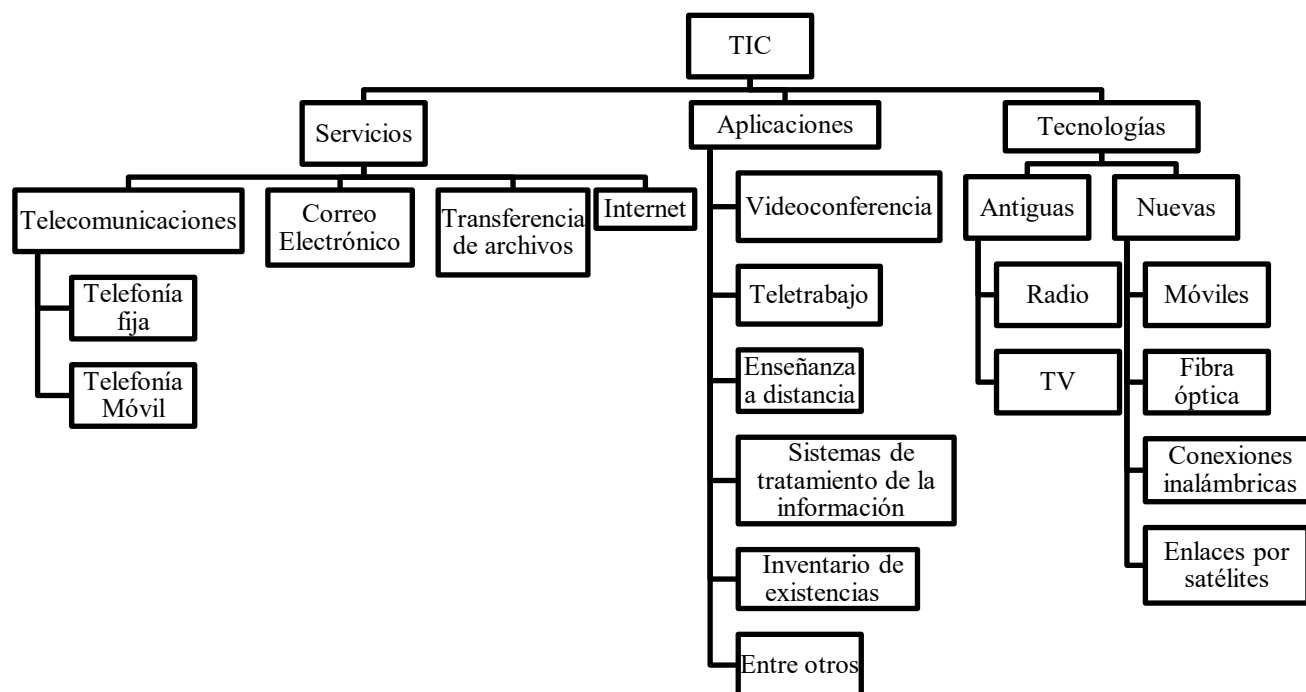 TIC
Servicios
Aplicaciones
Tecnologías
Telecomunicaciones
Correo
Electrónico
Transferencia
de archivos
Internet
Telefonía
fija
Telefonía
Móvil
Videoconferencia
Teletrabajo
Enseñanza
a distancia
Sistemas de
tratamiento de la
información
Inventario de
existencias
Entre otros
Antiguas
Nuevas
Radio
TV
Móviles
Fibra
óptica
Conexiones
inalámbricas
Enlaces por
satélites